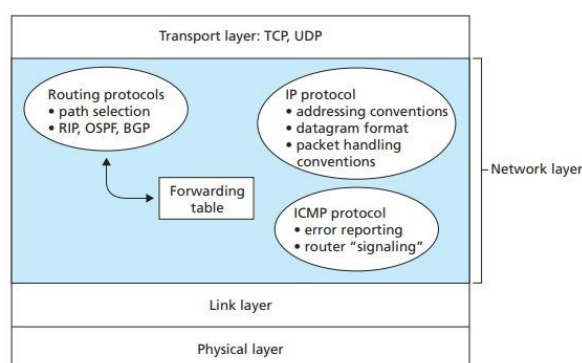 Transport layer: TCP, UDP
Routing protocols
• path selection
• RIP, OSPF, BGP
Forwarding
table
IP protocol
• addressing conventions
• datagram format
• packet handling
conventions
ICMP protocol
• error reporting
• router “signaling”
Network layer
Link layer
Physical layer